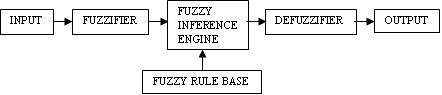 INPUT
FUZZIFIER
FUZZY
INFERENCE
ENGINE
DEFUZZIFIER
OUTPUT
FUZZY RULE BASE